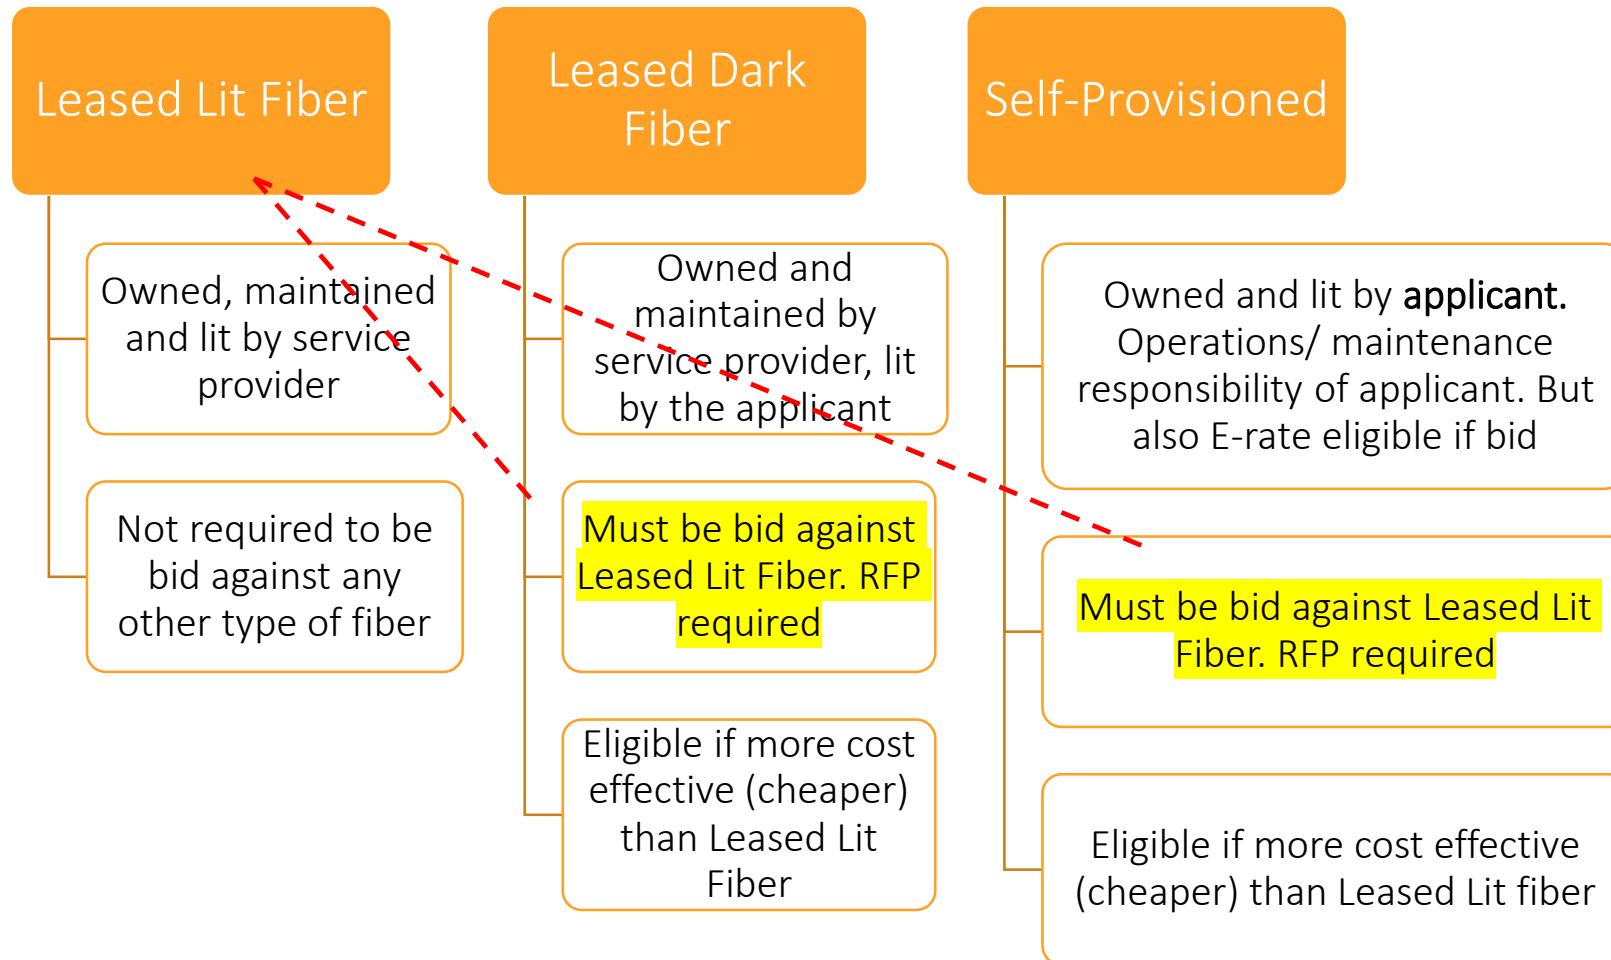 Leased Lit Fiber
Owned, maintained
and lit by service
provider
Not required to be
bid against any
other type of fiber
Leased Dark
Fiber
Owned and
maintained by
service provider, lit
by the applicant
Must be bid against
Leased Lit Fiber. RFP
required
Eligible if more cost
effective (cheaper)
than Leased Lit
Fiber
Self-Provisioned
Owned and lit by applicant.
Operations/ maintenance
responsibility of applicant. But
also E-rate eligible if bid
Must be bid against Leased Lit
Fiber. RFP required
Eligible if more cost effective
(cheaper) than Leased Lit fiber